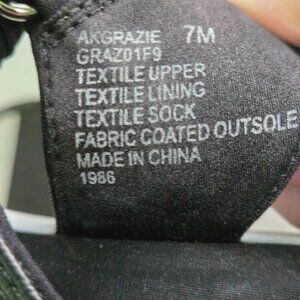 AKGRAZIE 7M
GRAZ01F9
TEXTILE UPPER
TEXTILE LINING
TEXTILE SOCK
FABRIC COATED OUTSOLE
MADE IN CHINA
1986